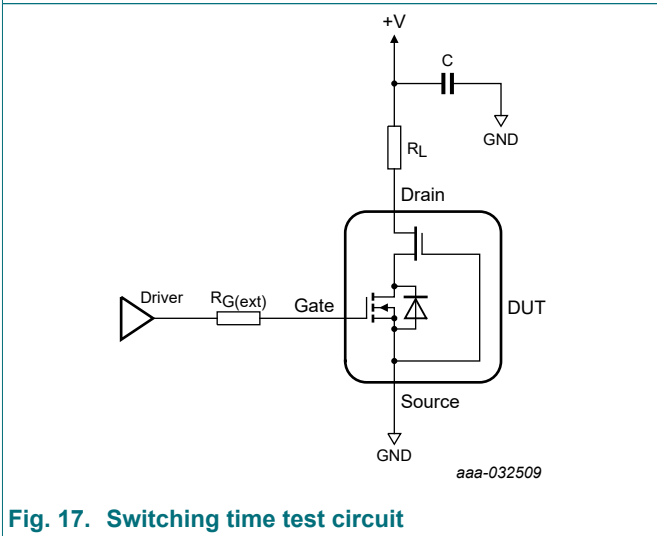 +V
C
GND
RL
Drain
Driver
RG(ext)
Gate
DUT
Source
GND
aaa-032509
Fig. 17. Switching time test circuit